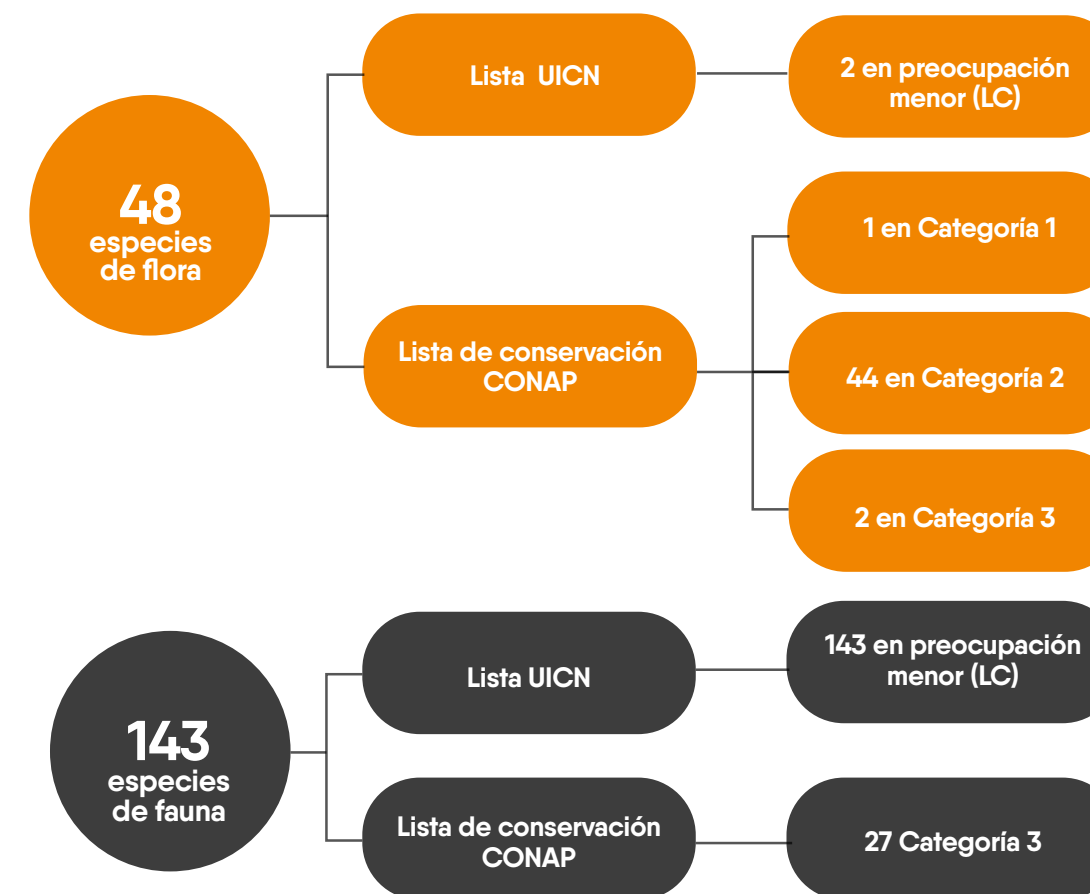 48
especies
de flora
Lista UICN
2 en preocupación
menor (LC)
Lista de conservación
CONAP
1 en Categoría 1
44 en Categoría 2
2 en Categoría 3
143
especies
de fauna
Lista UICN
143 en preocupación
menor (LC)
Lista de conservación
CONAP
27 Categoría 3